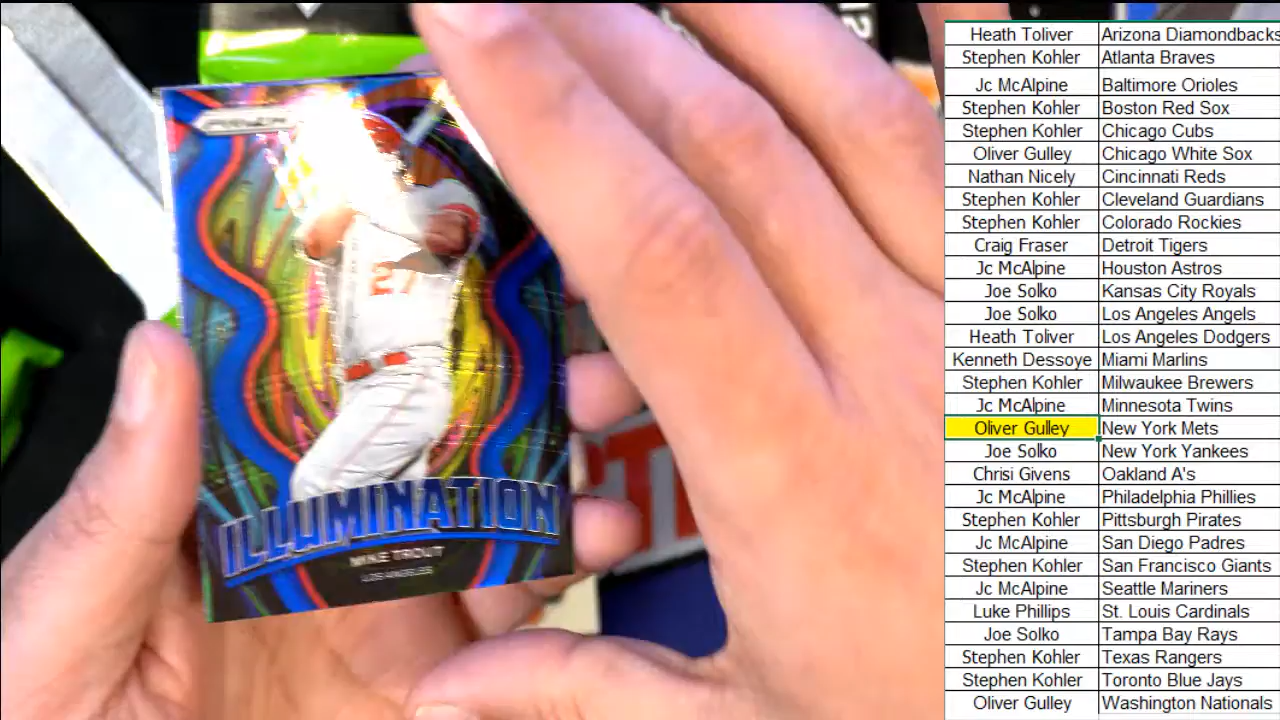 PRIZM
27
ILLUMINATION
MIKE TROUT
LOS ANGELES
Heath Toliver Arizona Diamondbacks
Stephen Kohler Atlanta Braves
Jc McAlpine Baltimore Orioles
Stephen Kohler Boston Red Sox
Stephen Kohler Chicago Cubs
Oliver Gulley Chicago White Sox
Nathan Nicely Cincinnati Reds
Stephen Kohler Cleveland Guardians
Stephen Kohler Colorado Rockies
Craig Fraser Detroit Tigers
Jc McAlpine Houston Astros
Joe Solko Kansas City Royals
Joe Solko Los Angeles Angels
Heath Toliver Los Angeles Dodgers
Kenneth Dessoye Miami Marlins
Stephen Kohler Milwaukee Brewers
Jc McAlpine Minnesota Twins
Oliver Gulley New York Mets
Joe Solko New York Yankees
Chrisi Givens Oakland A's
Jc McAlpine Philadelphia Phillies
Stephen Kohler Pittsburgh Pirates
Jc McAlpine San Diego Padres
Stephen Kohler San Francisco Giants
Jc McAlpine Seattle Mariners
Luke Phillips St. Louis Cardinals
Joe Solko Tampa Bay Rays
Stephen Kohler Texas Rangers
Stephen Kohler Toronto Blue Jays
Oliver Gulley Washington Nationals